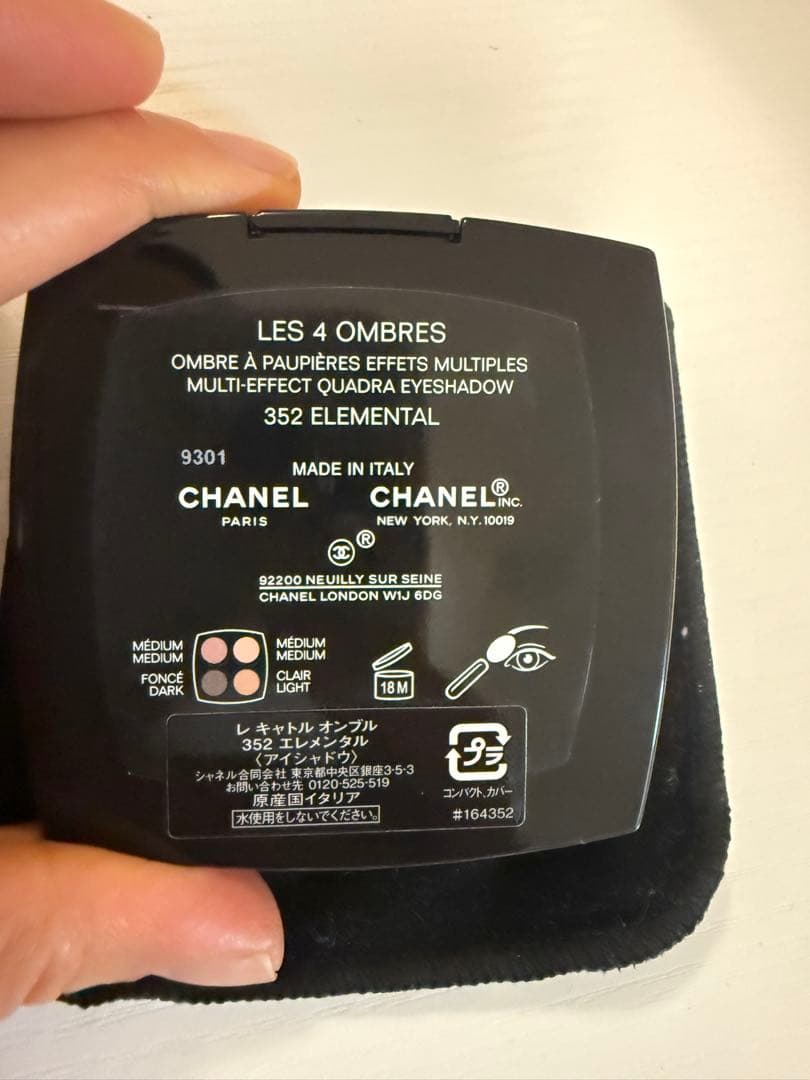 LES 4 OMBRES
OMBRE À PAUPIÈRES EFFETS MULTIPLES
MULTI-EFFECT QUADRA EYESHADOW
352 ELEMENTAL
9301
MADE IN ITALY
CHANEL
PARIS
CHANEL® INC.
NEW YORK, N.Y. 10019
®
92200 NEUILLY SUR SEINE
CHANEL LONDON W1J 6DG
MÉDIUM
MEDIUM
MÉDIUM
MEDIUM
FONCÉ
DARK
CLAIR
LIGHT
18 M
レ キャトル オンブル
352 エレメンタル
〈アイシャドウ〉
シャネル合同会社 東京都中央区銀座3-5-3
お問い合わせ先 0120-525-519
原産国イタリア
水使用をしないでください。
プラ
コンパクト、カバー
#164352